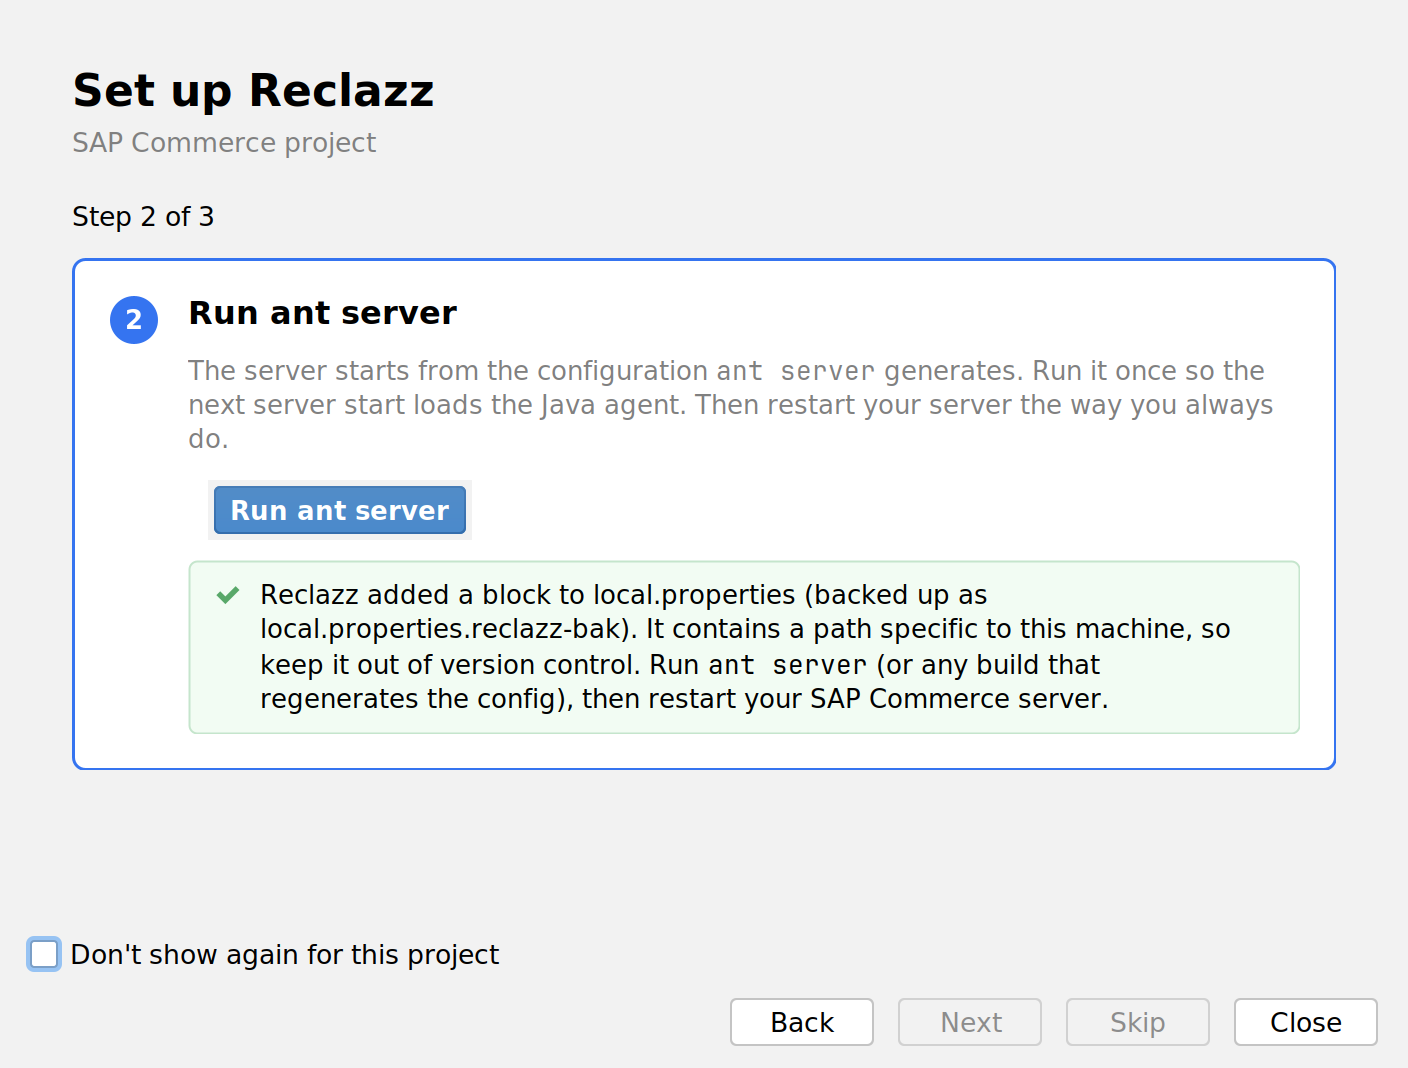 Set up Reclazz
SAP Commerce project
Step 2 of 3
2
Run ant server
The server starts from the configuration ant server generates. Run it once so the
next server start loads the Java agent. Then restart your server the way you always
do.
Run ant server
Reclazz added a block to local.properties (backed up as
local.properties.reclazz-bak). It contains a path specific to this machine, so
keep it out of version control. Run ant server (or any build that
regenerates the config), then restart your SAP Commerce server.
Don't show again for this project
Back
Next
Skip
Close